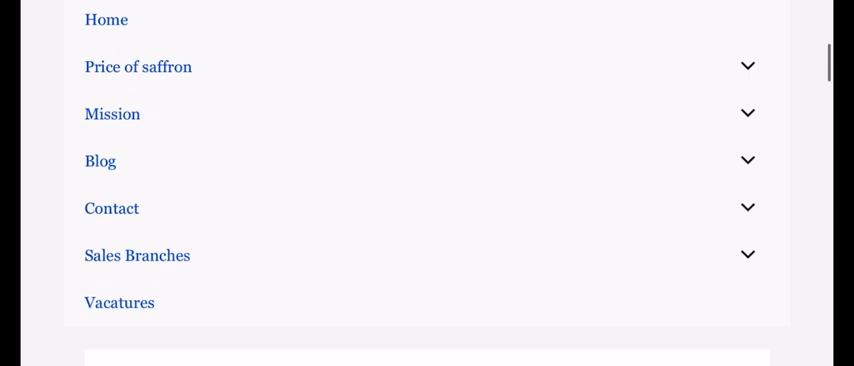 Home
Price of saffron
Mission
Blog
Contact
Sales Branches
Vacatures